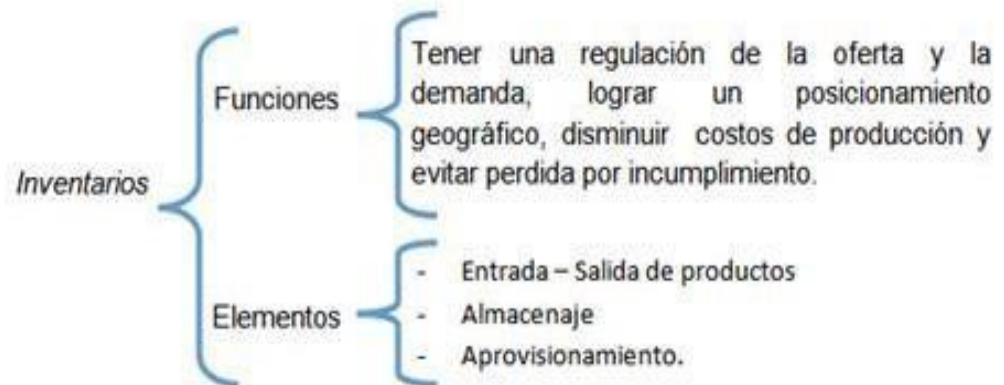 Inventarios
Funciones
Tener una regulación de la oferta y la
demanda, lograr un posicionamiento
geográfico, disminuir costos de producción y
evitar perdida por incumplimiento.
Elementos
- Entrada – Salida de productos
- Almacenaje
- Aprovisionamiento.